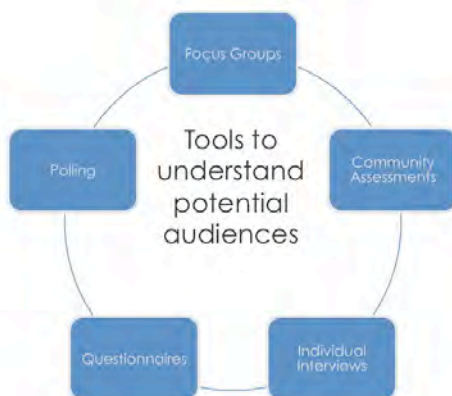 Focus Groups
Tools to
understand
potential
audiences
Community
Assessments
Individual
Interviews
Questionnaires
Polling